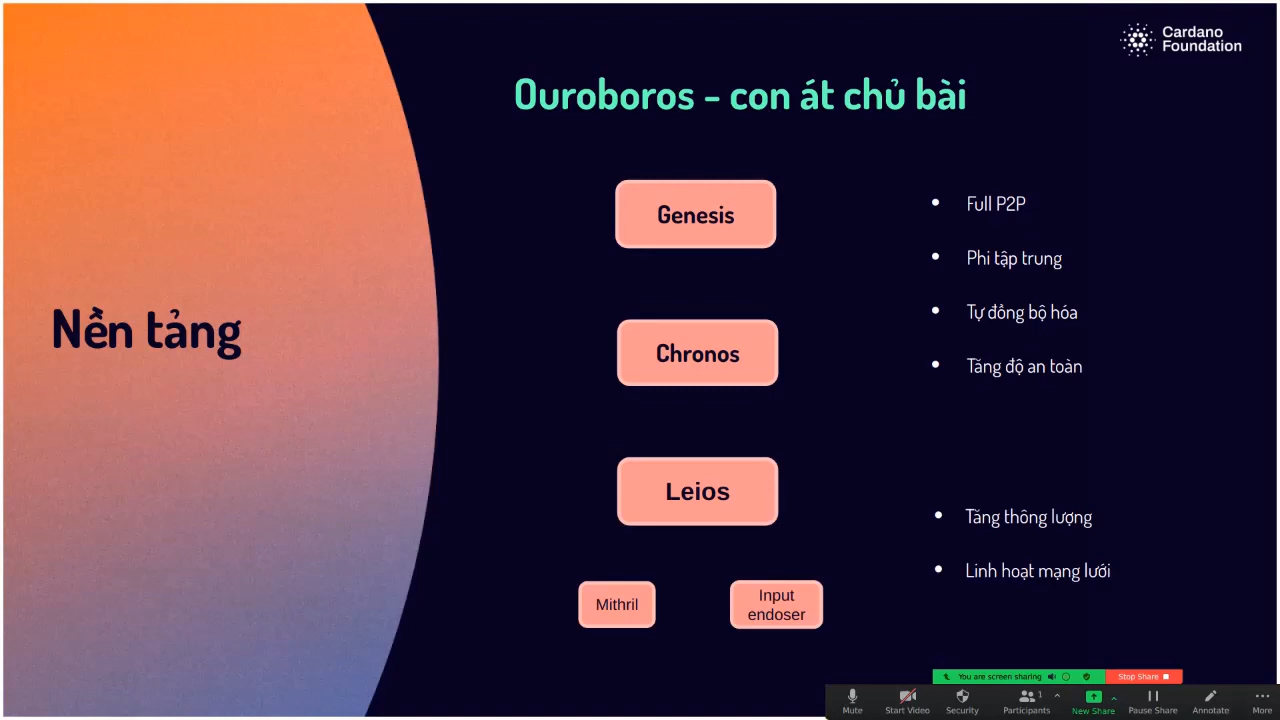 Cardano
Foundation
Ouroboros - con át chủ bài
Nền tảng
Genesis
Chronos
Leios
Mithril
Input
endoser
Full P2P
Phi tập trung
Tự đồng bộ hóa
Tăng độ an toàn
Tăng thông lượng
Linh hoạt mạng lưới
You are screen sharing
Stop Share
Mute
Start Video
Security
Participants
1
New Share
Pause Share
Annotate
More